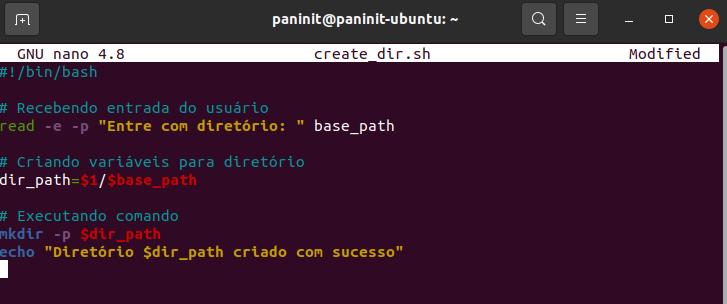 paninit@paninit-ubuntu: ~
GNU nano 4.8 create_dir.sh Modified
#!/bin/bash
# Recebendo entrada do usuário
read -e -p "Entre com diretório: " base_path
# Criando variáveis para diretório
dir_path=$1/$base_path
# Executando comando
mkdir -p $dir_path
echo "Diretório $dir_path criado com sucesso"